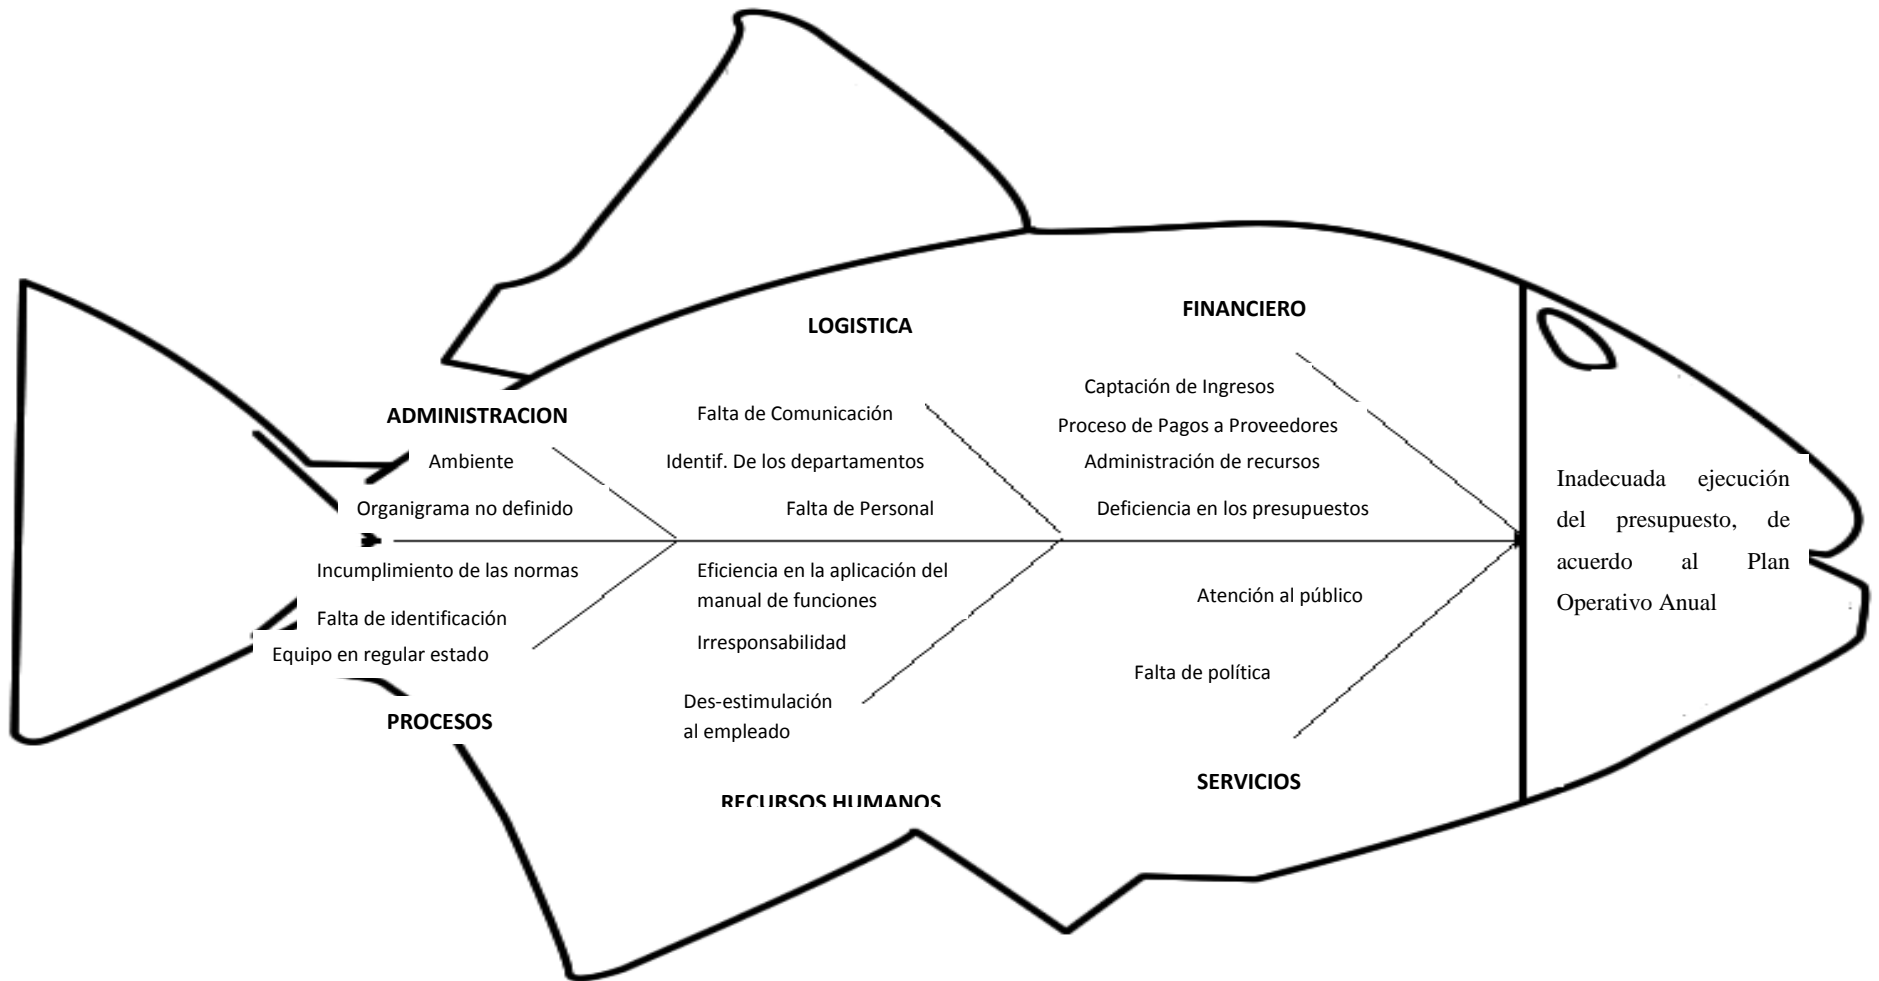 FINANCIERO
LOGISTICA
Captación de Ingresos
ADMINISTRACION
Falta de Comunicación
Proceso de Pagos a Proveedores
Ambiente
Identif. De los departamentos
Administración de recursos
Organigrama no definido
Falta de Personal
Deficiencia en los presupuestos
Inadecuada ejecución
del presupuesto, de
acuerdo al Plan
Operativo Anual
Incumplimiento de las normas
Falta de identificación
Equipo en regular estado
PROCESOS
Eficiencia en la aplicación del
manual de funciones
Irresponsabilidad
Des-estimulación
al empleado
RECURSOS HUMANOS
Atención al público
Falta de política
SERVICIOS